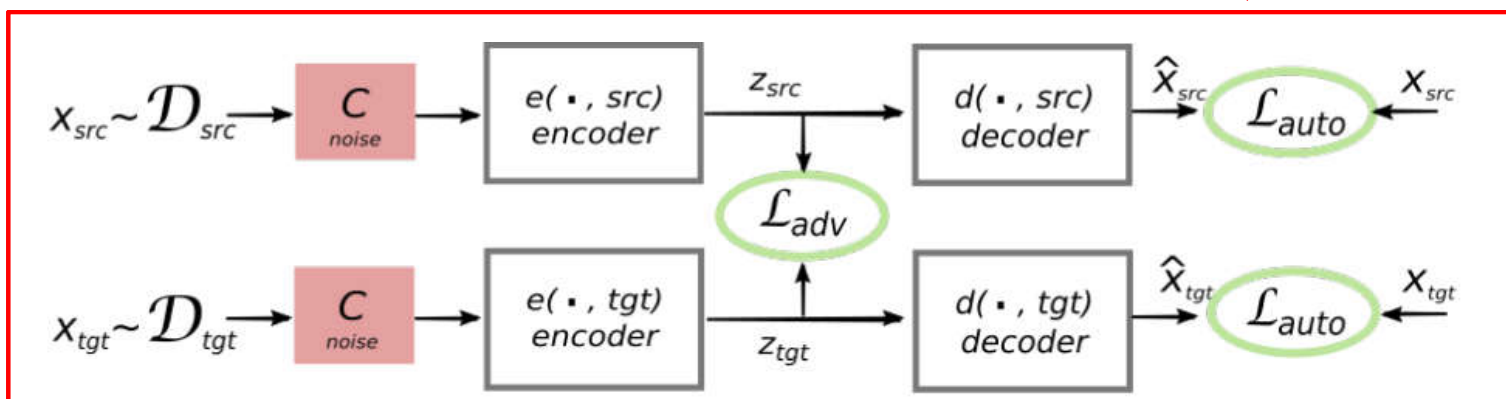 x_src ~ D_src
C
noise
e(·, src)
encoder
z_src
d(·, src)
decoder
x̂_src
L_auto
x_src
L_adv
x_tgt ~ D_tgt
C
noise
e(·, tgt)
encoder
z_tgt
d(·, tgt)
decoder
x̂_tgt
L_auto
x_tgt